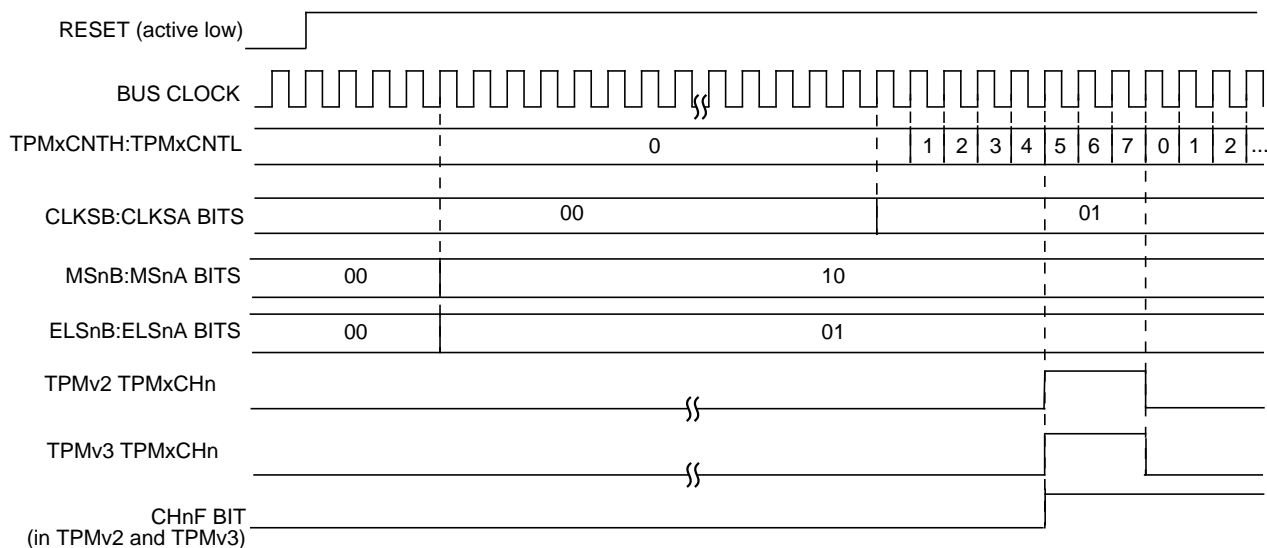 RESET (active low)
BUS CLOCK
TPMxCNTH:TPMxCNTL 0 1 2 3 4 5 6 7 0 1 2 ...
CLKSB:CLKSA BITS 00 01
MSnB:MSnA BITS 00 10
ELSnB:ELSnA BITS 00 01
TPMv2 TPMxCHn
TPMv3 TPMxCHn
CHnF BIT
(in TPMv2 and TPMv3)